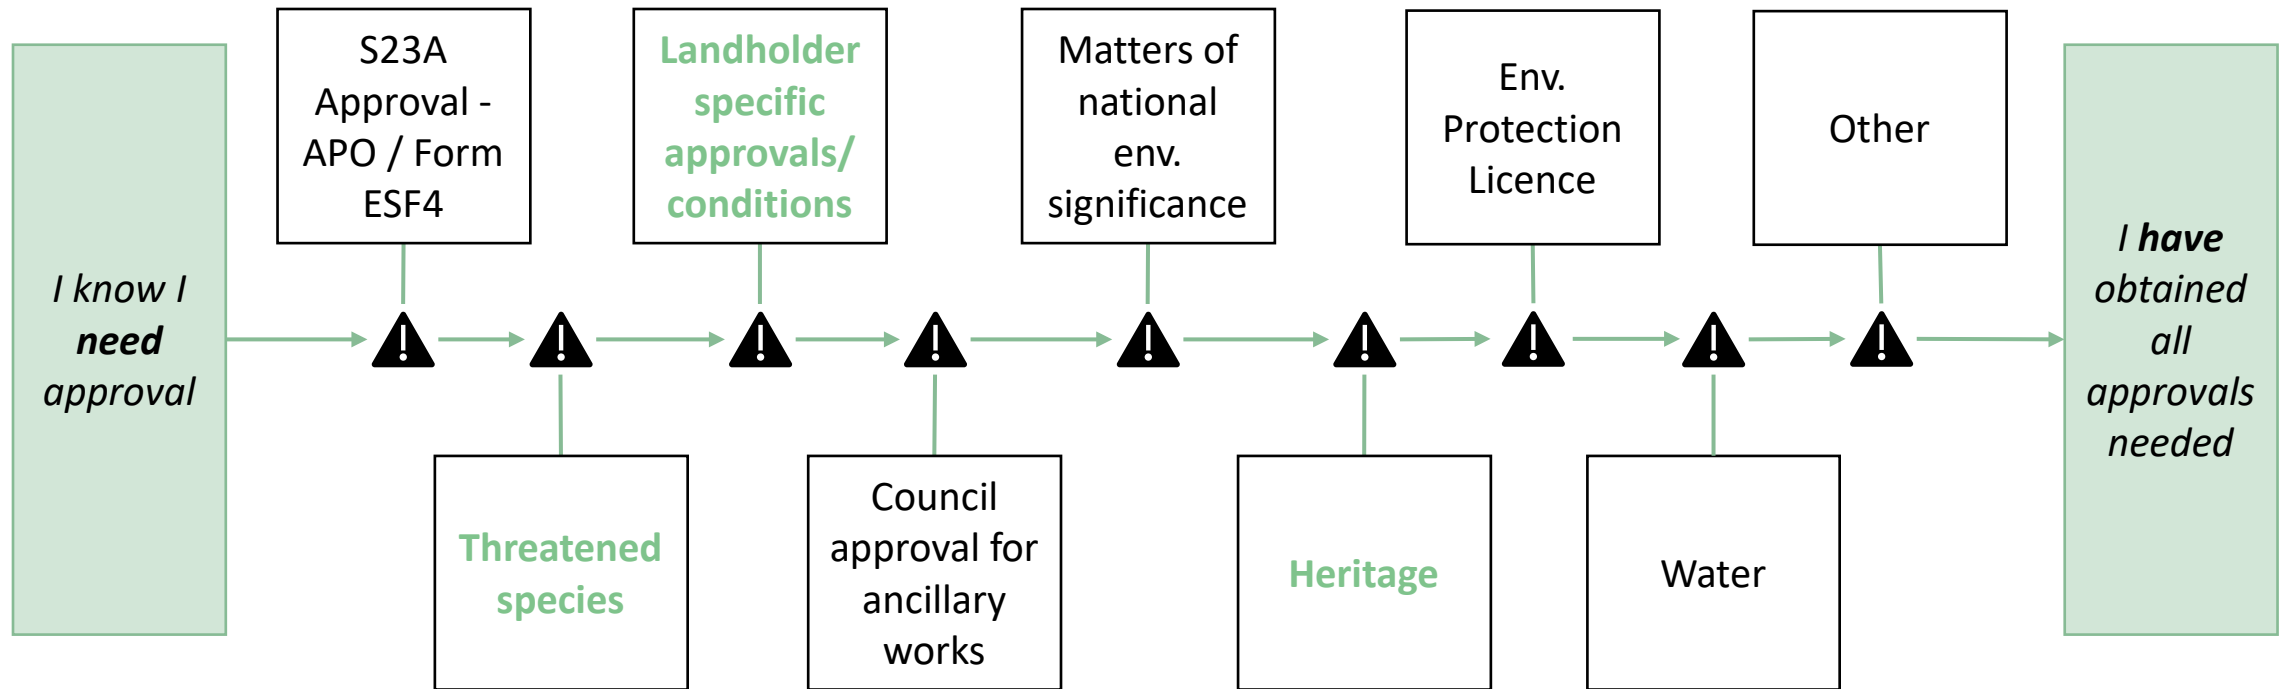 I know I
need
approval
S23A
Approval -
APO / Form
ESF4
Threatened
species
Landholder
specific
approvals/
conditions
Council
approval for
ancillary
works
Matters of
national
env.
significance
Heritage
Env.
Protection
Licence
Water
Other
I have
obtained
all
approvals
needed